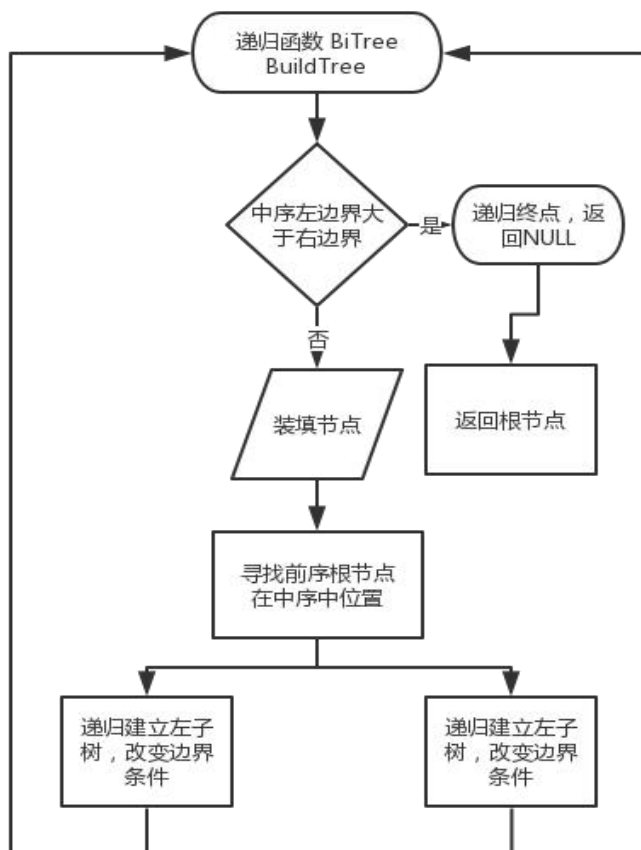 递归函数 BiTree
BuildTree
中序左边界大
于右边界
是
递归终点，返
回NULL
否
装填节点
返回根节点
寻找前序根节点
在中序中位置
递归建立左子
树，改变边界
条件
递归建立左子
树，改变边界
条件